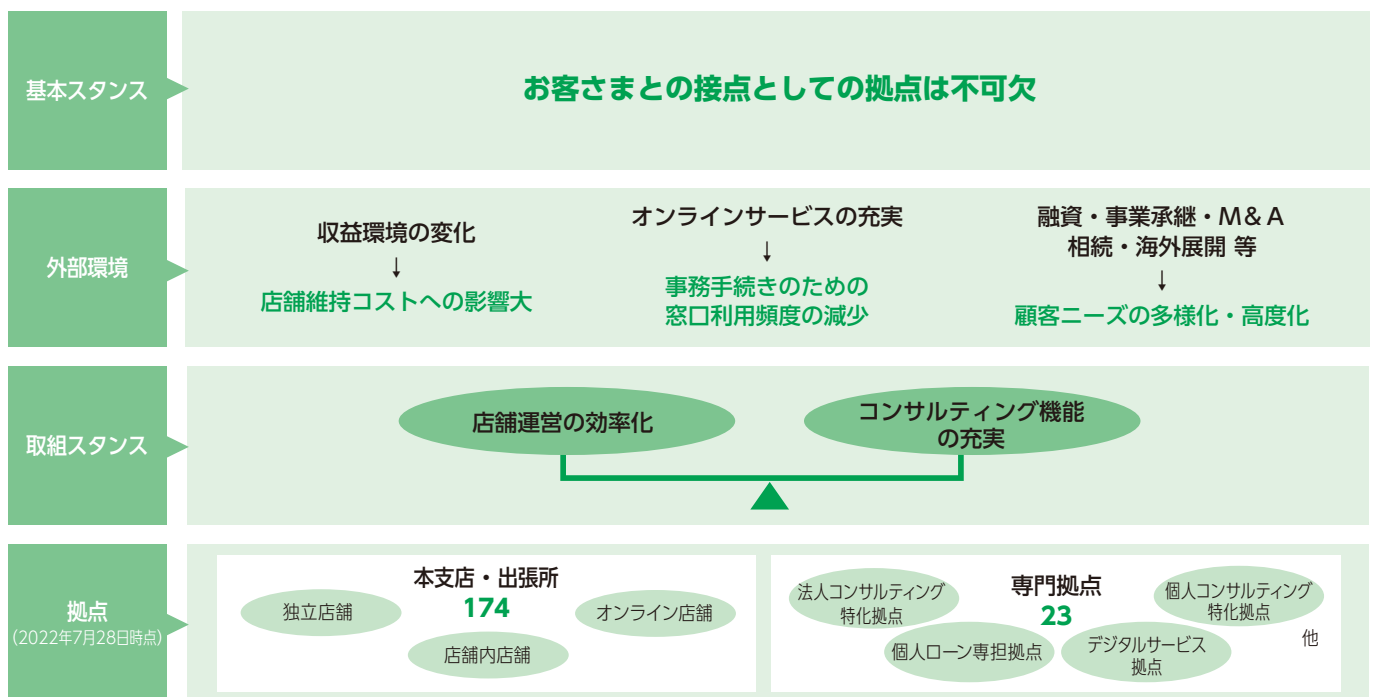 基本スタンス
お客さまとの接点としての拠点は不可欠
外部環境
収益環境の変化
↓
店舗維持コストへの影響大
オンラインサービスの充実
↓
事務手続きのための
窓口利用頻度の減少
融資・事業承継・M&A
相続・海外展開 等
↓
顧客ニーズの多様化・高度化
取組スタンス
店舗運営の効率化
コンサルティング機能
の充実
拠点
(2022年7月28日時点)
本支店・出張所
174
独立店舗
オンライン店舗
店舗内店舗
専門拠点
23
法人コンサルティング
特化拠点
個人コンサルティング
特化拠点
個人ローン専担拠点
デジタルサービス
拠点
他